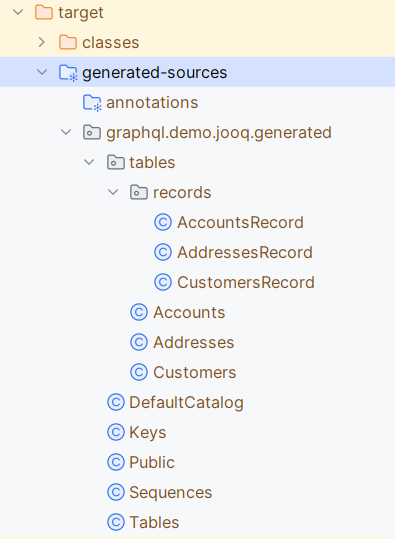 target
classes
generated-sources
annotations
graphql.demo.jooq.generated
tables
records
C AccountsRecord
C AddressesRecord
C CustomersRecord
C Accounts
C Addresses
C Customers
C DefaultCatalog
C Keys
C Public
C Sequences
C Tables